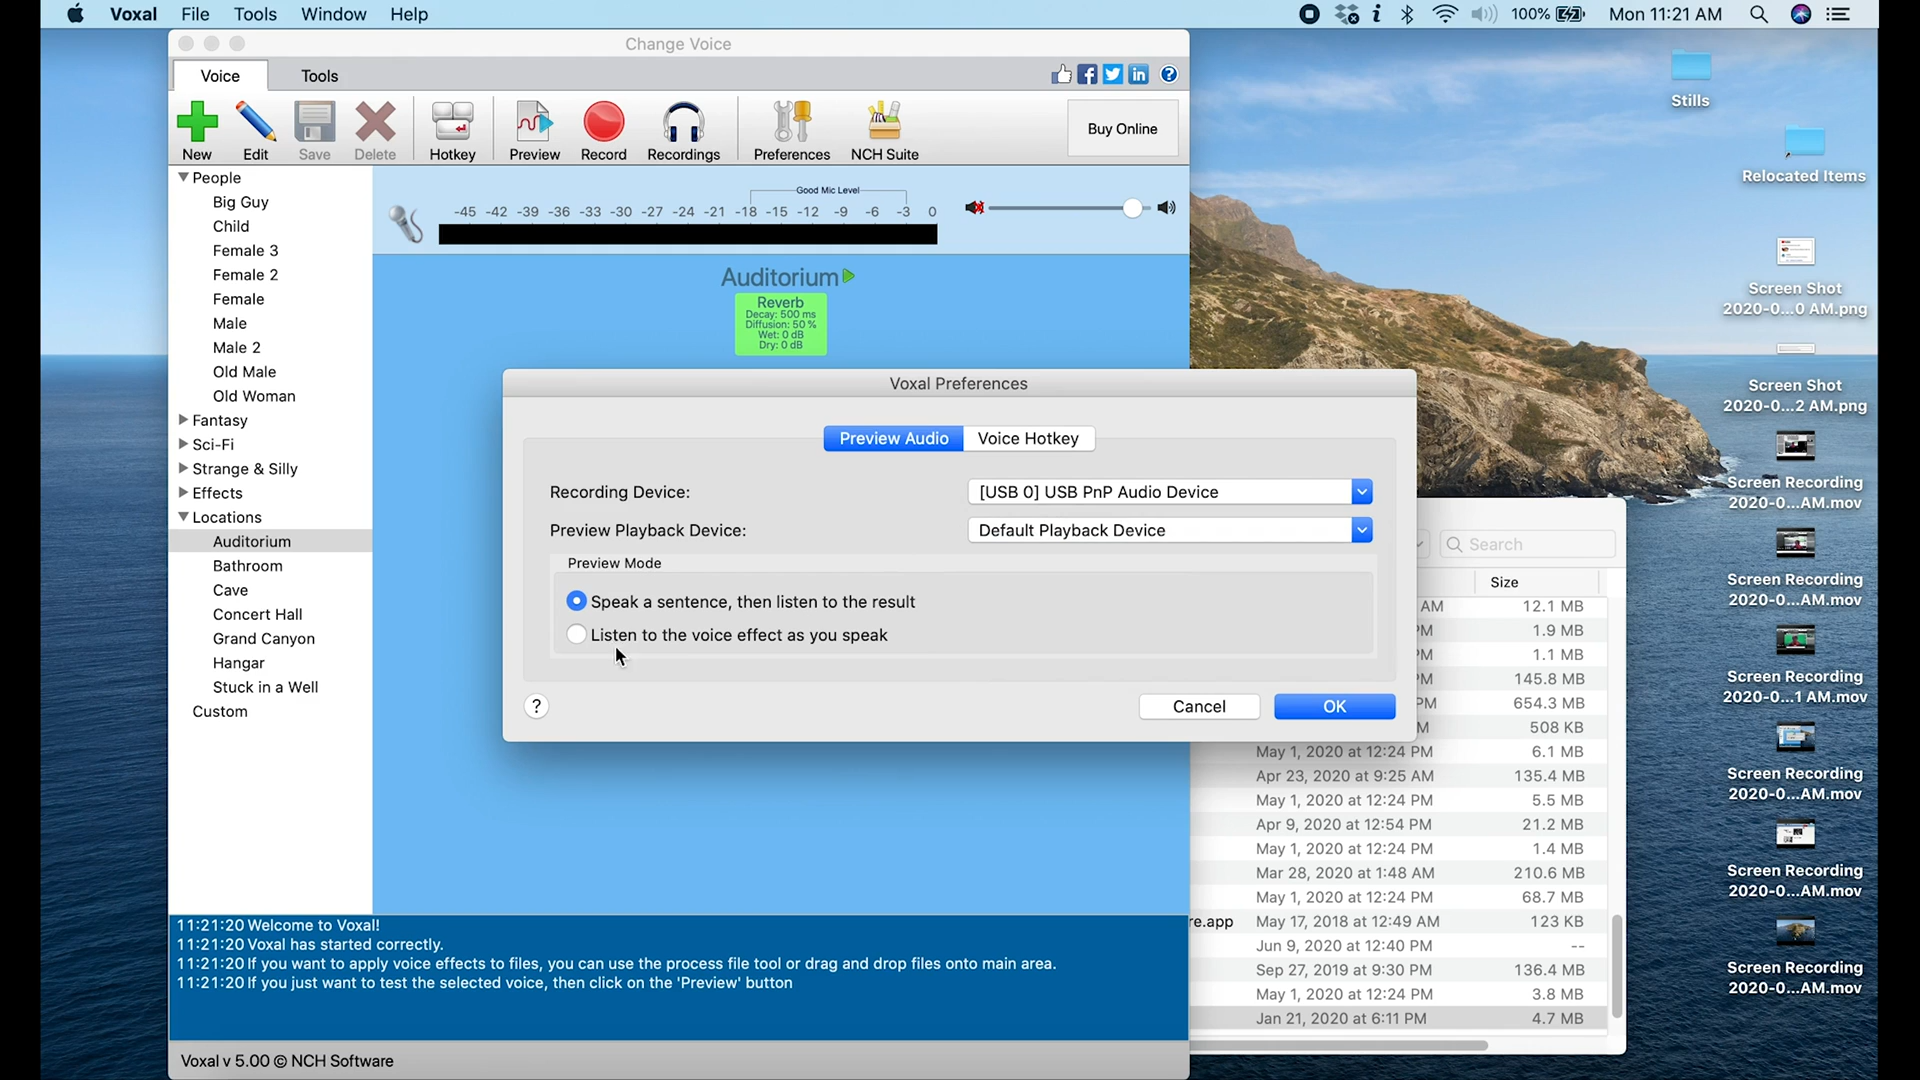 Voxal File Tools Window Help
100% Mon 11:21 AM
Change Voice
Voice Tools
New Edit Save Delete Hotkey Preview Record Recordings Preferences NCH Suite
Buy Online
People
Big Guy
Child
Female 3
Female 2
Female
Male
Male 2
Old Male
Old Woman
Fantasy
Sci-Fi
Strange & Silly
Effects
Locations
Auditorium
Bathroom
Cave
Concert Hall
Grand Canyon
Hangar
Stuck in a Well
Custom
Good Mic Level
-45 -42 -39 -36 -33 -30 -27 -24 -21 -18 -15 -12 -9 -6 -3 0
Auditorium
Reverb
Decay: 500 ms
Diffusion: 50 %
Wet: 0 dB
Dry: 0 dB
Voxal Preferences
Preview Audio Voice Hotkey
Recording Device: [USB 0] USB PnP Audio Device
Preview Playback Device: Default Playback Device
Preview Mode
Speak a sentence, then listen to the result
Listen to the voice effect as you speak
? Cancel OK
Search
Size
AM 12.1 MB
PM 1.9 MB
PM 1.1 MB
PM 145.8 MB
PM 654.3 MB
508 KB
May 1, 2020 at 12:24 PM 6.1 MB
Apr 23, 2020 at 9:25 AM 135.4 MB
May 1, 2020 at 12:24 PM 5.5 MB
Apr 9, 2020 at 12:54 PM 21.2 MB
May 1, 2020 at 12:24 PM 1.4 MB
Mar 28, 2020 at 1:48 AM 210.6 MB
May 1, 2020 at 12:24 PM 68.7 MB
re.app May 17, 2018 at 12:49 AM 123 KB
Jun 9, 2020 at 12:40 PM --
Sep 27, 2019 at 9:30 PM 136.4 MB
May 1, 2020 at 12:24 PM 3.8 MB
Jan 21, 2020 at 6:11 PM 4.7 MB
11:21:20 Welcome to Voxal!
11:21:20 Voxal has started correctly.
11:21:20 If you want to apply voice effects to files, you can use the process file tool or drag and drop files onto main area.
11:21:20 If you just want to test the selected voice, then click on the 'Preview' button
Voxal v 5.00 © NCH Software
Stills
Relocated Items
Screen Shot
2020-0...0 AM.png
Screen Shot
2020-0...2 AM.png
Screen Recording
2020-0...AM.mov
Screen Recording
2020-0...AM.mov
Screen Recording
2020-0...1 AM.mov
Screen Recording
2020-0...AM.mov
Screen Recording
2020-0...AM.mov
Screen Recording
2020-0...AM.mov